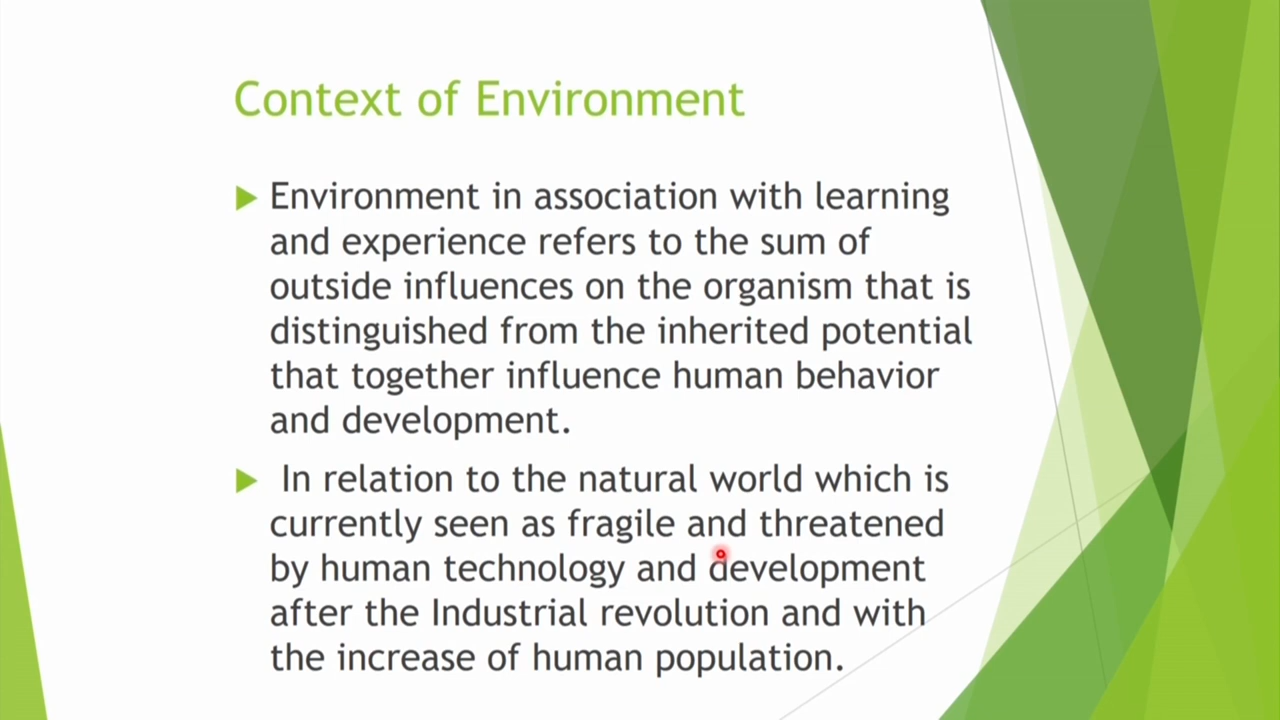 Context of Environment
Environment in association with learning
and experience refers to the sum of
outside influences on the organism that is
distinguished from the inherited potential
that together influence human behavior
and development.
In relation to the natural world which is
currently seen as fragile and threatened
by human technology and development
after the Industrial revolution and with
the increase of human population.